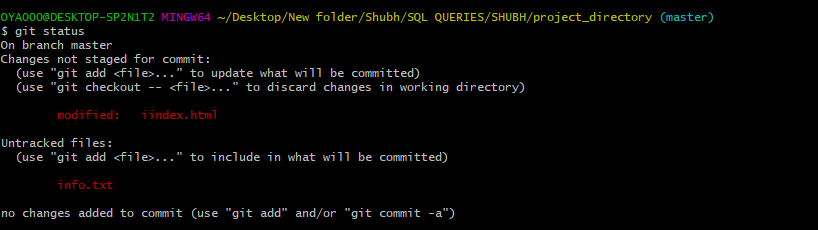 OYAOOO@DESKTOP-SP2N1T2 MINGW64 ~/Desktop/New folder/Shubh/SQL QUERIES/SHUBH/project_directory (master)
$ git status
On branch master
Changes not staged for commit:
  (use "git add <file>..." to update what will be committed)
  (use "git checkout -- <file>..." to discard changes in working directory)

        modified:   iindex.html

Untracked files:
  (use "git add <file>..." to include in what will be committed)

        info.txt

no changes added to commit (use "git add" and/or "git commit -a")